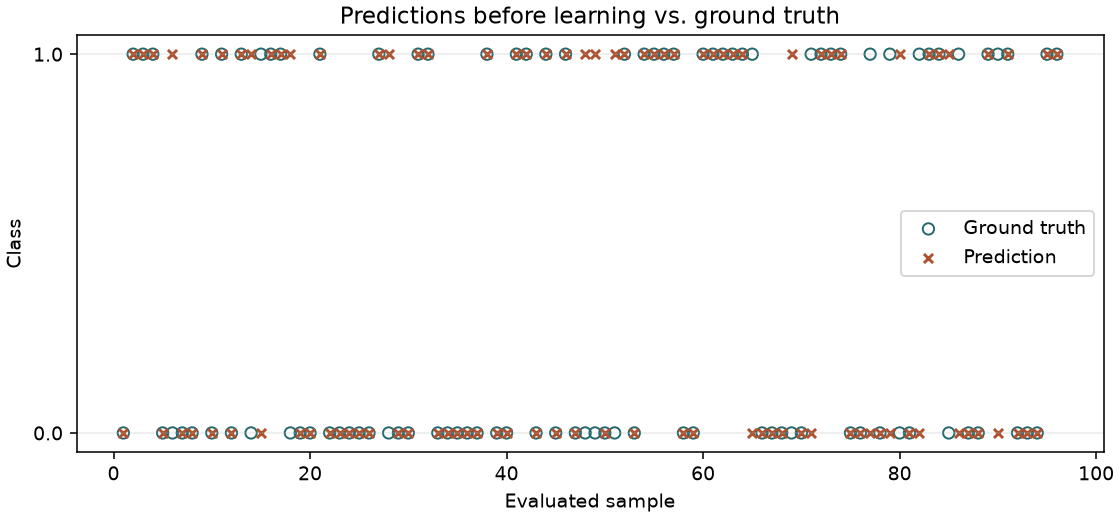 Predictions before learning vs. ground truth
1.0
Class
0.0
Ground truth
Prediction
0 20 40 60 80 100
Evaluated sample